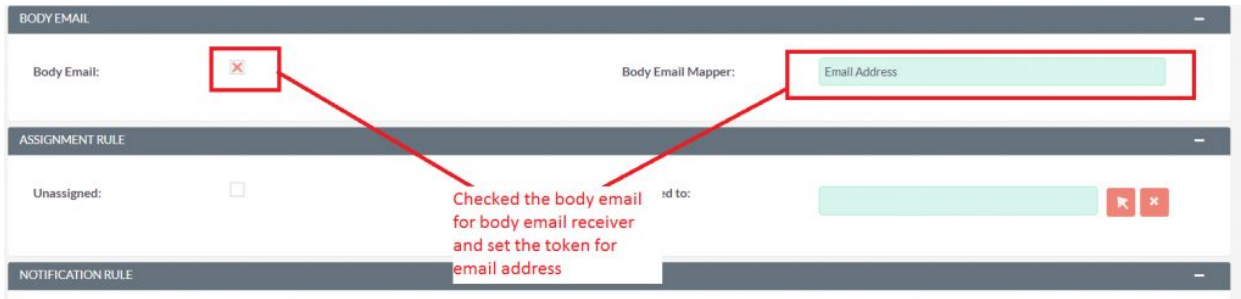 BODY EMAIL
Body Email:
Body Email Mapper:
Email Address
ASSIGNMENT RULE
Unassigned:
ed to:
Checked the body email
for body email receiver
and set the token for
email address
NOTIFICATION RULE